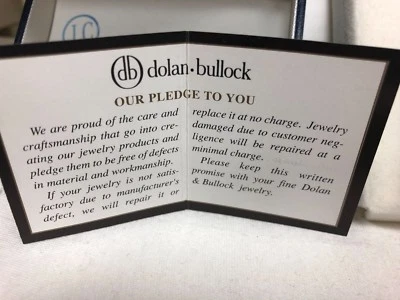 JC
db dolan•bullock
OUR PLEDGE TO YOU
We are proud of the care and
craftsmanship that go into cre-
ating our jewelry products and
pledge them to be free of defects
in material and workmanship.
If your jewelry is not satis-
factory due to manufacturer's
defect, we will repair it or
replace it at no charge. Jewelry
damaged due to customer neg-
ligence will be repaired at a
minimal charge.
Please keep this written
promise with your fine Dolan
& Bullock jewelry.